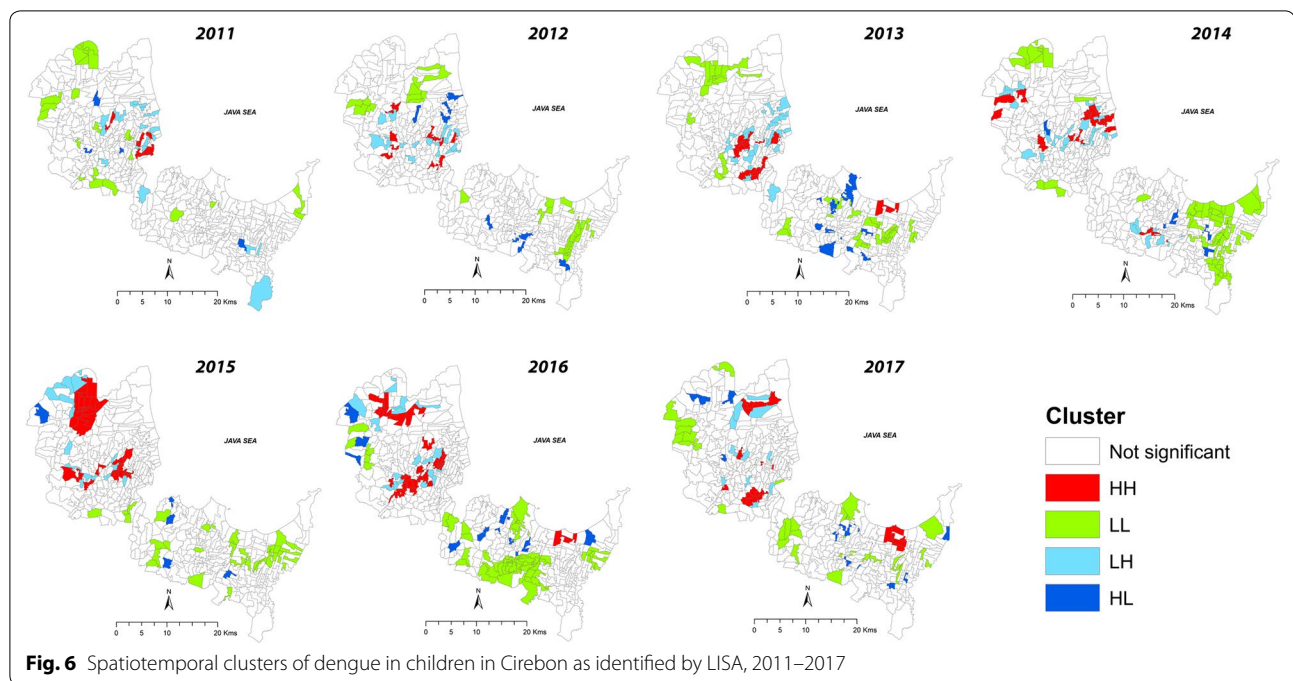 2011
2012
2013
2014
JAVA SEA
JAVA SEA
JAVA SEA
JAVA SEA
N
N
N
N
0 5 10 20 Kms
0 5 10 20 Kms
0 5 10 20 Kms
0 5 10 20 Kms
2015
2016
2017
JAVA SEA
JAVA SEA
JAVA SEA
N
N
N
0 5 10 20 Kms
0 5 10 20 Kms
0 5 10 20 Kms
Cluster
Not significant
HH
LL
LH
HL
Fig. 6 Spatiotemporal clusters of dengue in children in Cirebon as identified by LISA, 2011–2017